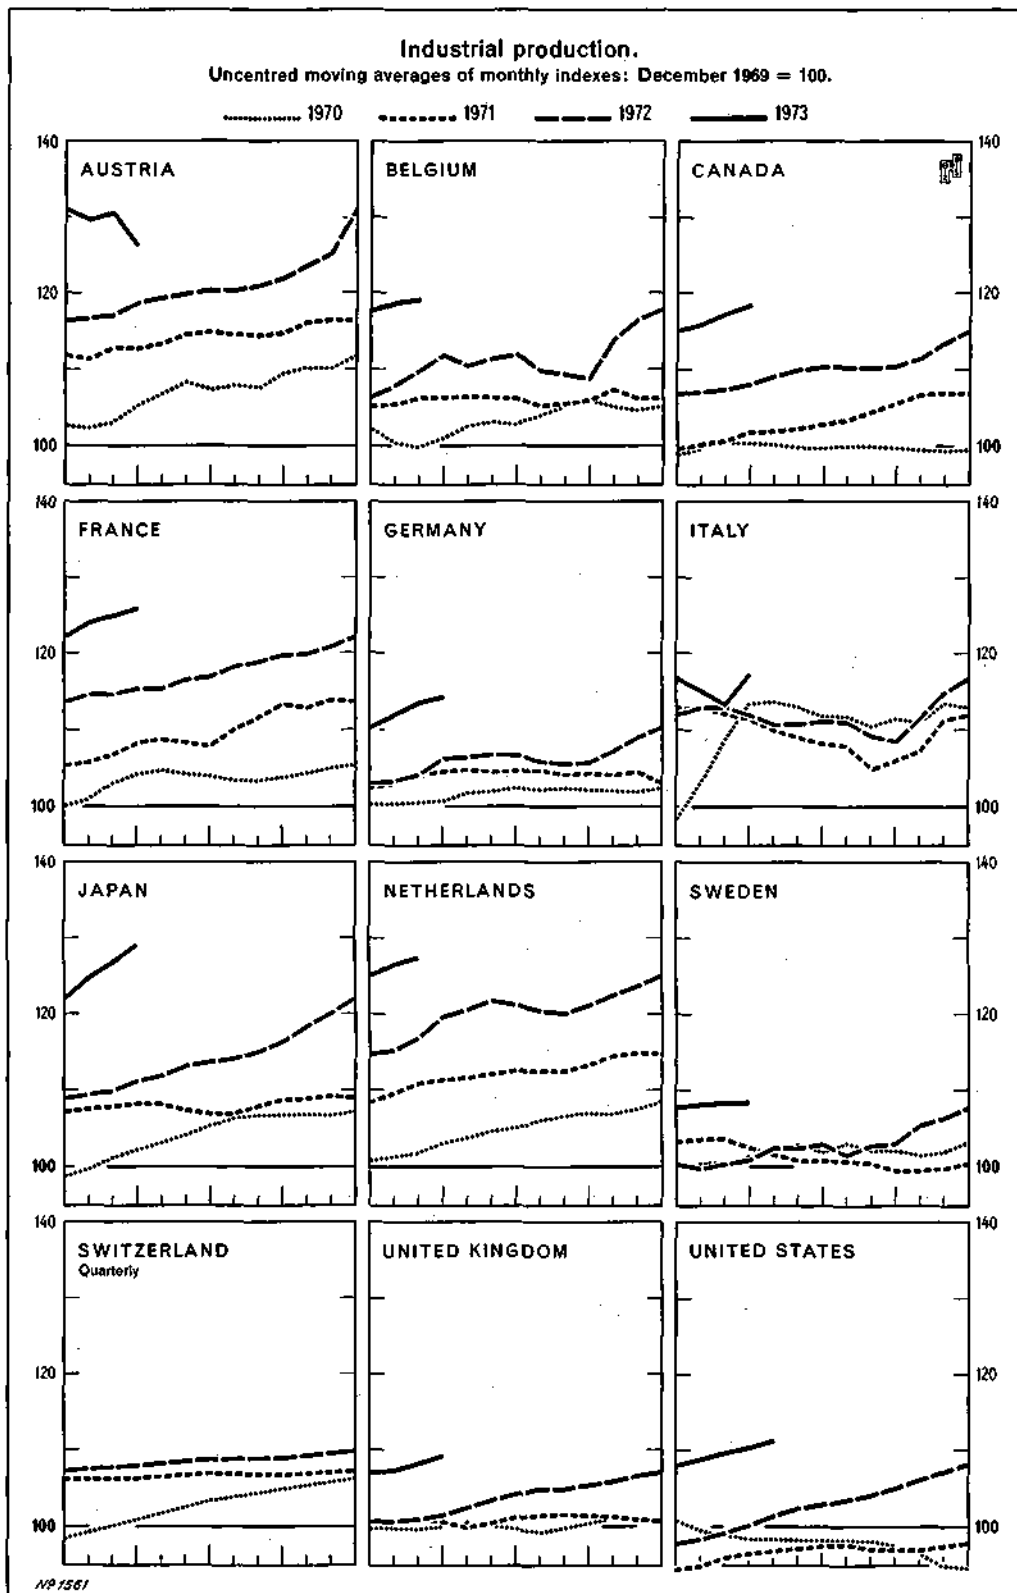 Industrial production.
Uncentred moving averages of monthly indexes: December 1969 = 100.
1970 1971 1972 1973
140 140
AUSTRIA BELGIUM CANADA
120 120
100 100
140 140
FRANCE GERMANY ITALY
120 120
100 100
140 140
JAPAN NETHERLANDS SWEDEN
120 120
100 100
140 140
SWITZERLAND UNITED KINGDOM UNITED STATES
Quarterly
120 120
100 100
Nº 1561